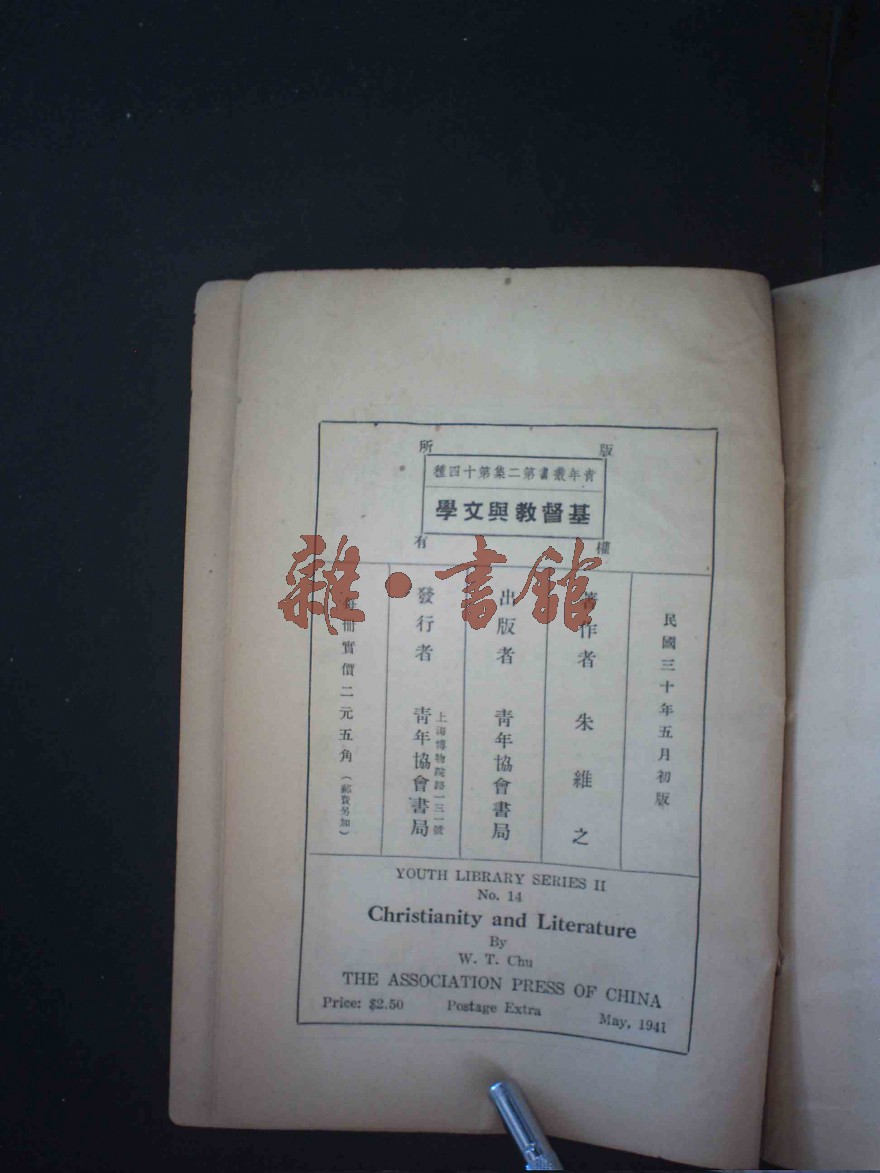 版權所有
青年叢書第二集第十四種
基督教與文學
民國三十年五月初版
著作者 朱維之
出版者 青年協會書局
發行者 上海博物院路一三一號 青年協會書局
每冊實價二元五角（郵費另加）
雜·書館
YOUTH LIBRARY SERIES II
No. 14
Christianity and Literature
By
W. T. Chu
THE ASSOCIATION PRESS OF CHINA
Price: $2.50 Postage Extra May, 1941